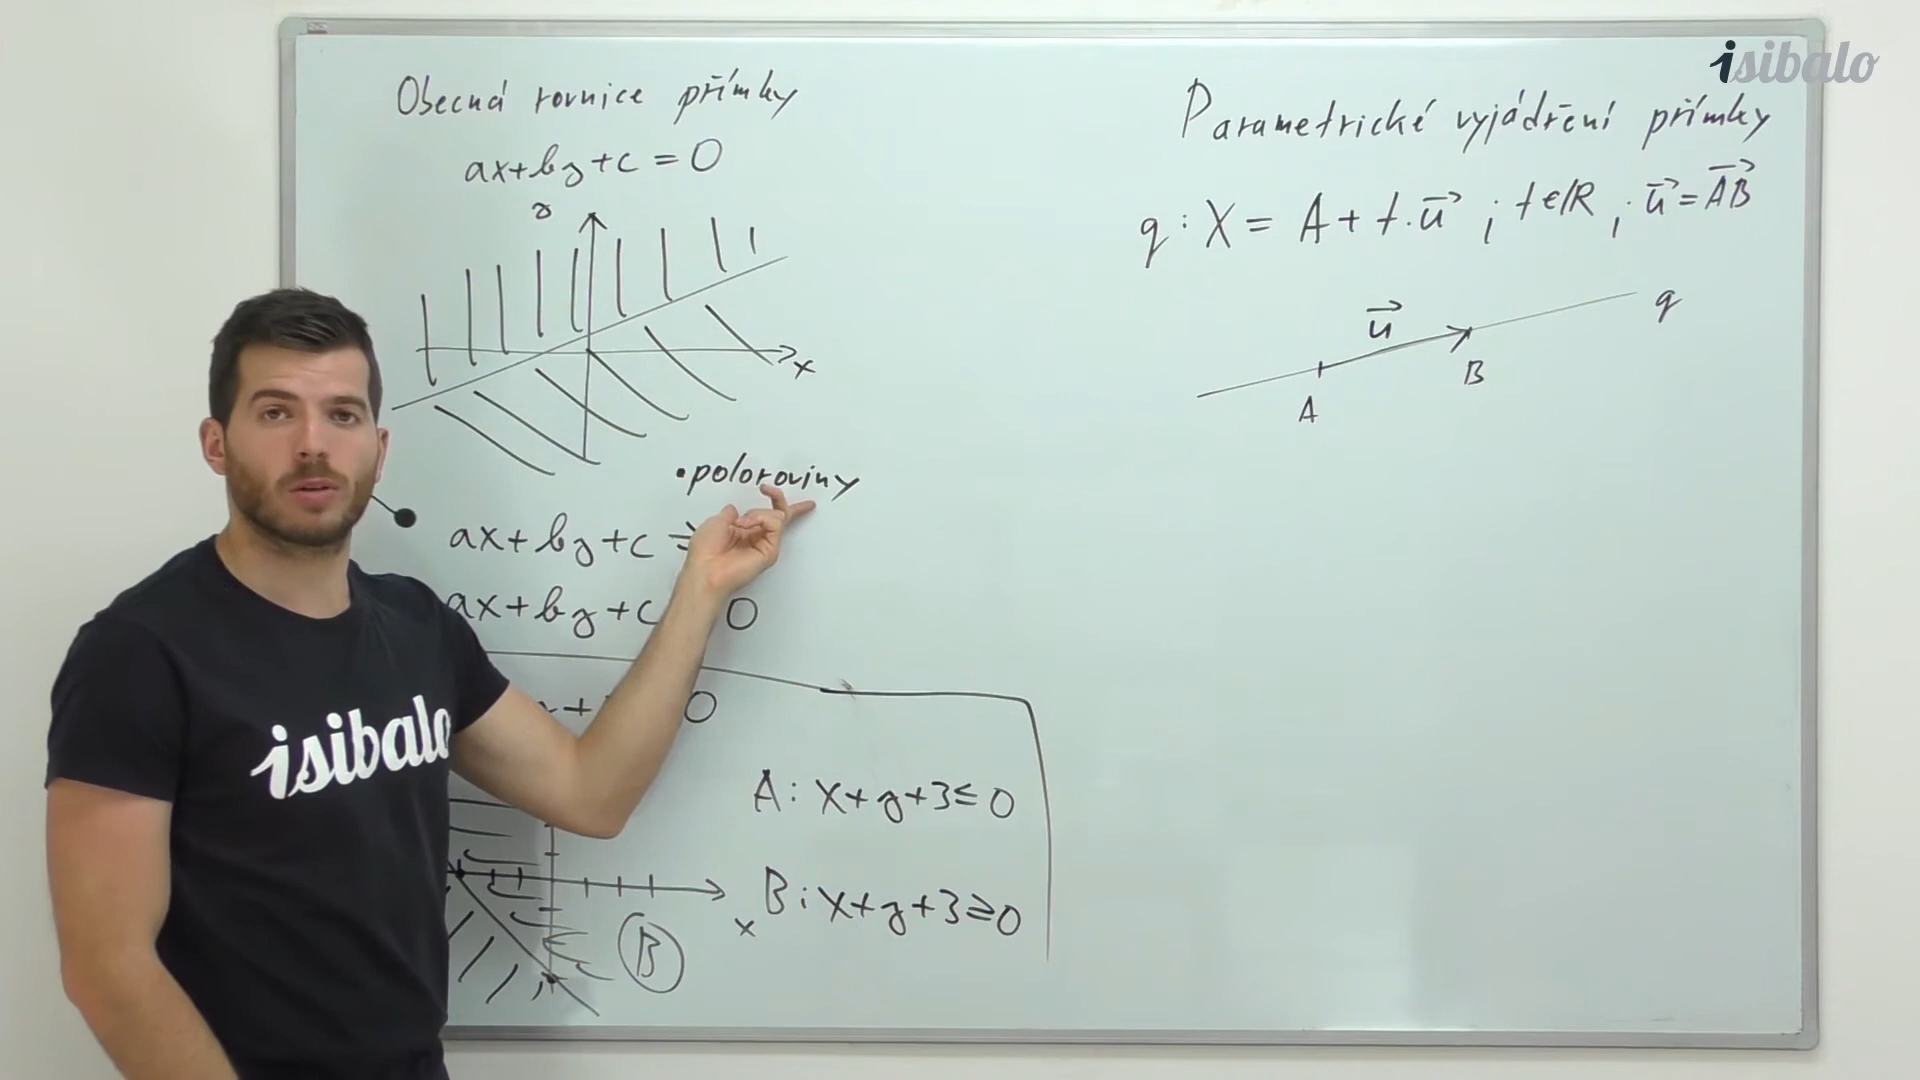 isibalo
Obecná rovnice přímky
ax+by+c=0
y
x
•poloroviny
ax+by+c ≥
ax+by+c 0
+ 0
A: x+y+3≤0
B: x+y+3≥0
x
B
Parametrické vyjádření přímky
q: X = A + t·u⃗ ; t∈R ; u⃗ = AB⃗
u⃗
q
A
B
isibalo